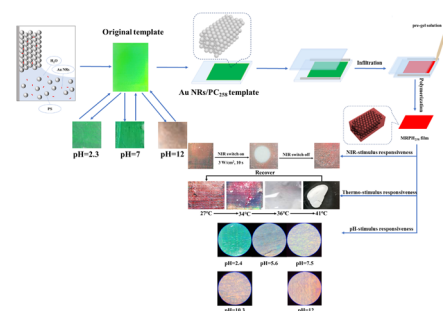 Original template
pre-gel solution
H₂O
Au NRs
PS
Au NRs/PC₂₅₀ template
Infiltration
Polymerization
MRPH₂₅₀ film
pH=2.3
pH=7
pH=12
NIR switch on
3 W/cm², 10 s
NIR switch off
NIR-stimulus responsiveness
Recover
Thermo-stimulus responsiveness
27°C
34°C
36°C
41°C
pH-stimulus responsiveness
pH=2.4
pH=5.6
pH=7.5
pH=10.3
pH=12